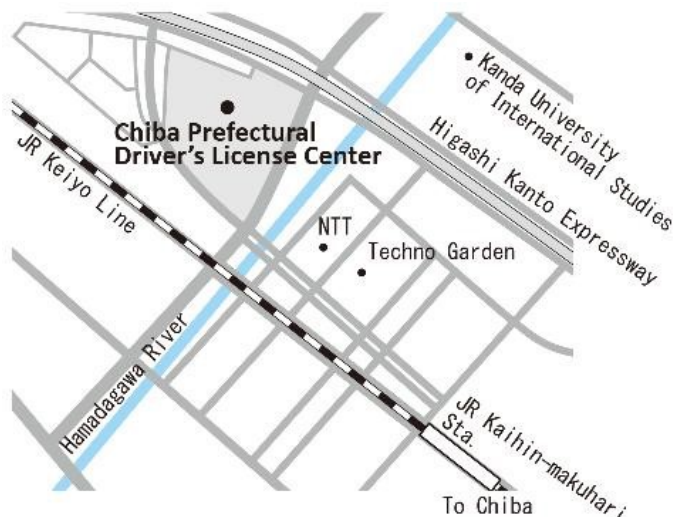 Kanda University
of International Studies
Higashi Kanto Expressway
Chiba Prefectural
Driver's License Center
JR Keiyo Line
NTT
Techno Garden
Hamadagawa River
JR Kaihin-makuhari
Sta.
To Chiba